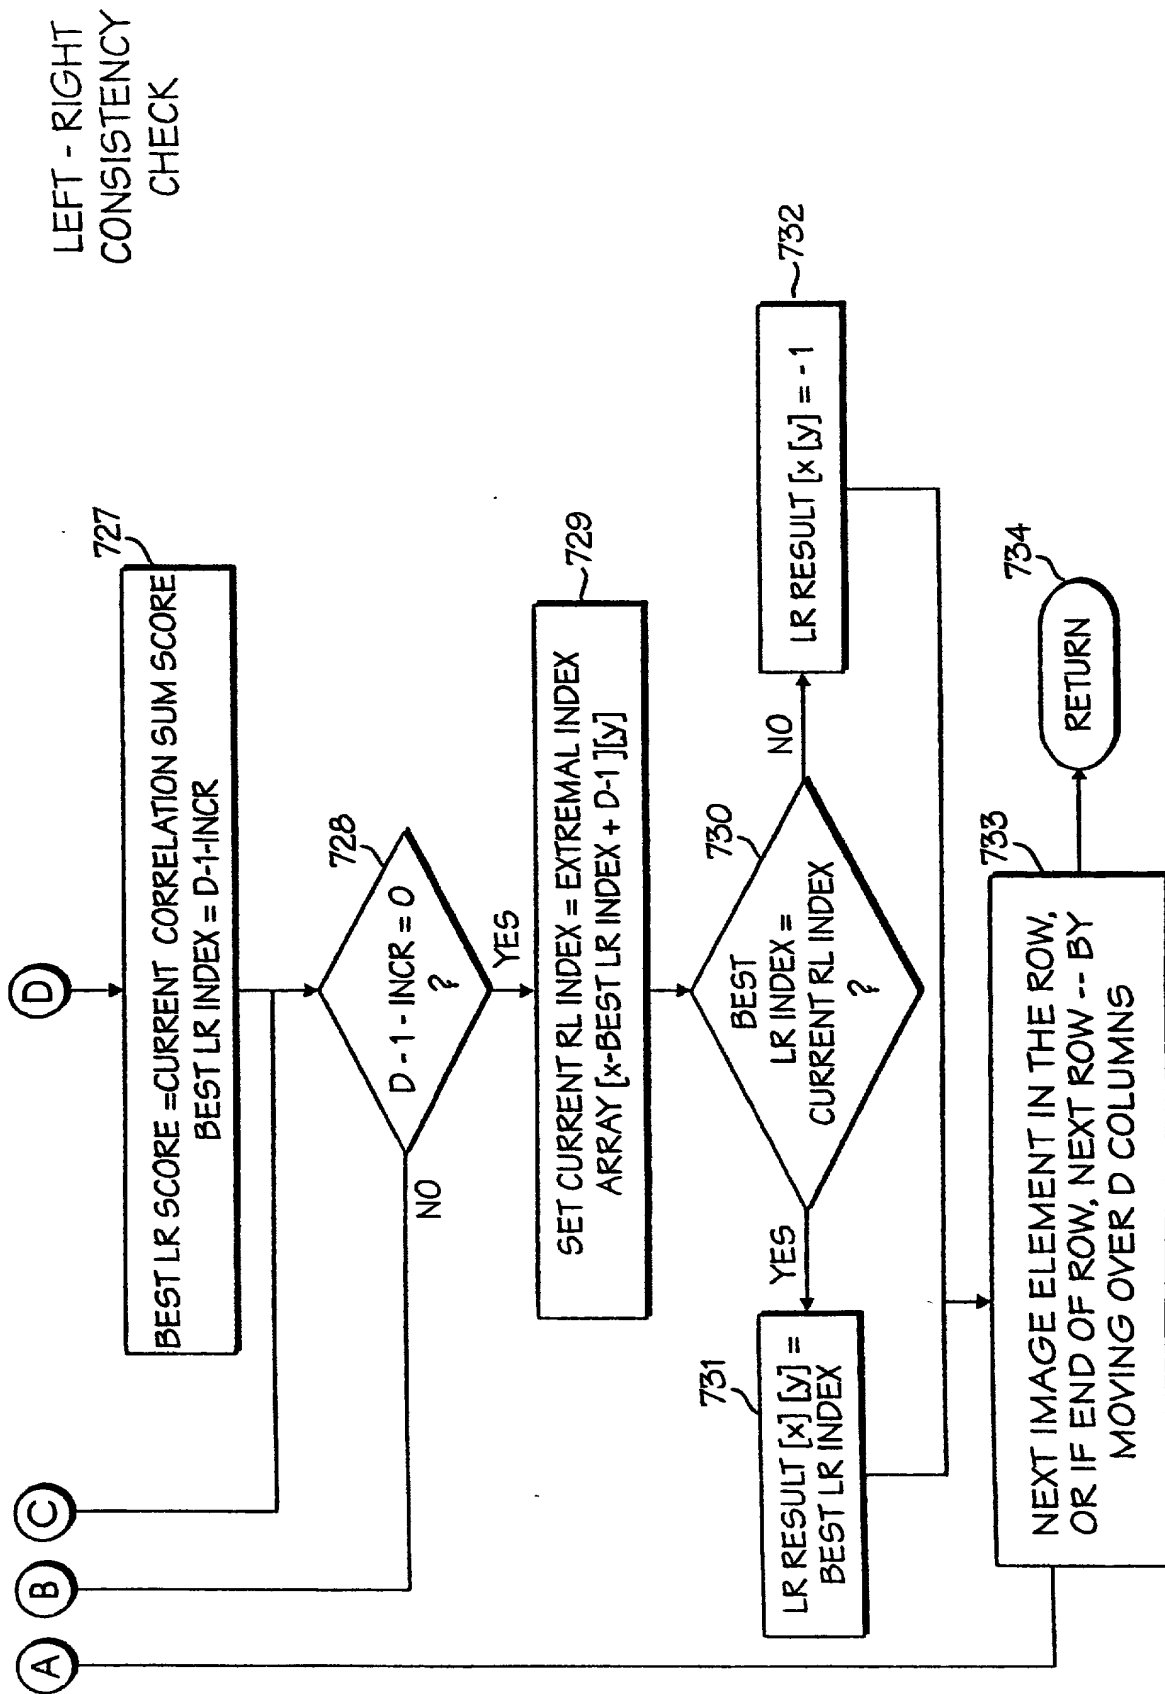 LEFT - RIGHT
CONSISTENCY
CHECK
A
B
C
D
727
BEST LR SCORE =CURRENT CORRELATION SUM SCORE
BEST LR INDEX = D-1-INCR
728
D - 1 - INCR = 0
?
NO
YES
729
SET CURRENT RL INDEX = EXTREMAL INDEX
ARRAY [x-BEST LR INDEX + D-1 ][y]
730
BEST
LR INDEX =
CURRENT RL INDEX
?
YES
NO
731
LR RESULT [x] [y] =
BEST LR INDEX
732
LR RESULT [x [y] = -1
733
NEXT IMAGE ELEMENT IN THE ROW,
OR IF END OF ROW, NEXT ROW -- BY
MOVING OVER D COLUMNS
734
RETURN